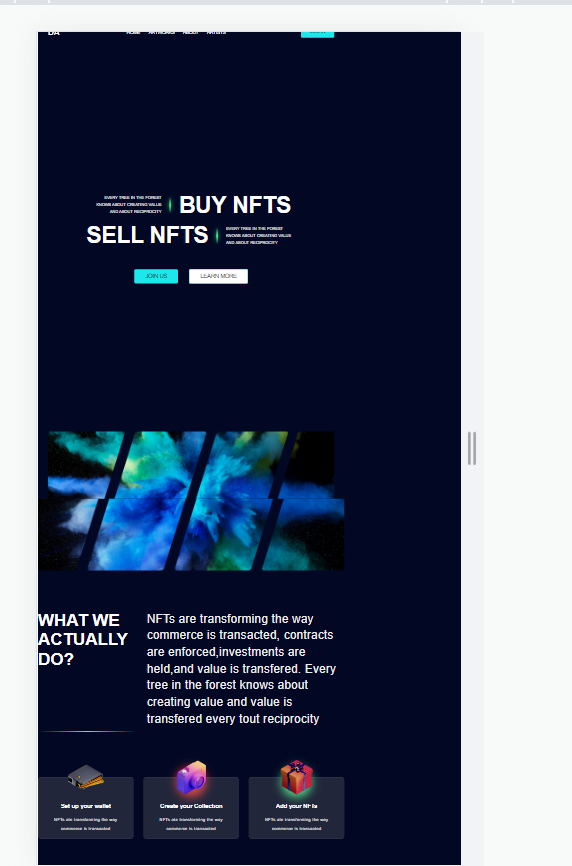 DA HOME ARTWORKS ABOUT ARTISTS
EVERY TREE IN THE FOREST
KNOWS ABOUT CREATING VALUE
AND ABOUT RECIPROCITY
BUY NFTS
SELL NFTS
EVERY TREE IN THE FOREST
KNOWS ABOUT CREATING VALUE
AND ABOUT RECIPROCITY
JOIN US LEARN MORE
WHAT WE
ACTUALLY
DO?
NFTs are transforming the way
commerce is transacted, contracts
are enforced,investments are
held,and value is transfered. Every
tree in the forest knows about
creating value and value is
transfered every tout reciprocity
Set up your wallet
NFTs ate transforming the way
commerce is transacted
Create your Collection
NFTs ate transforming the way
commerce is transacted
Add your NFTs
NFTs ate transforming the way
commerce is transacted